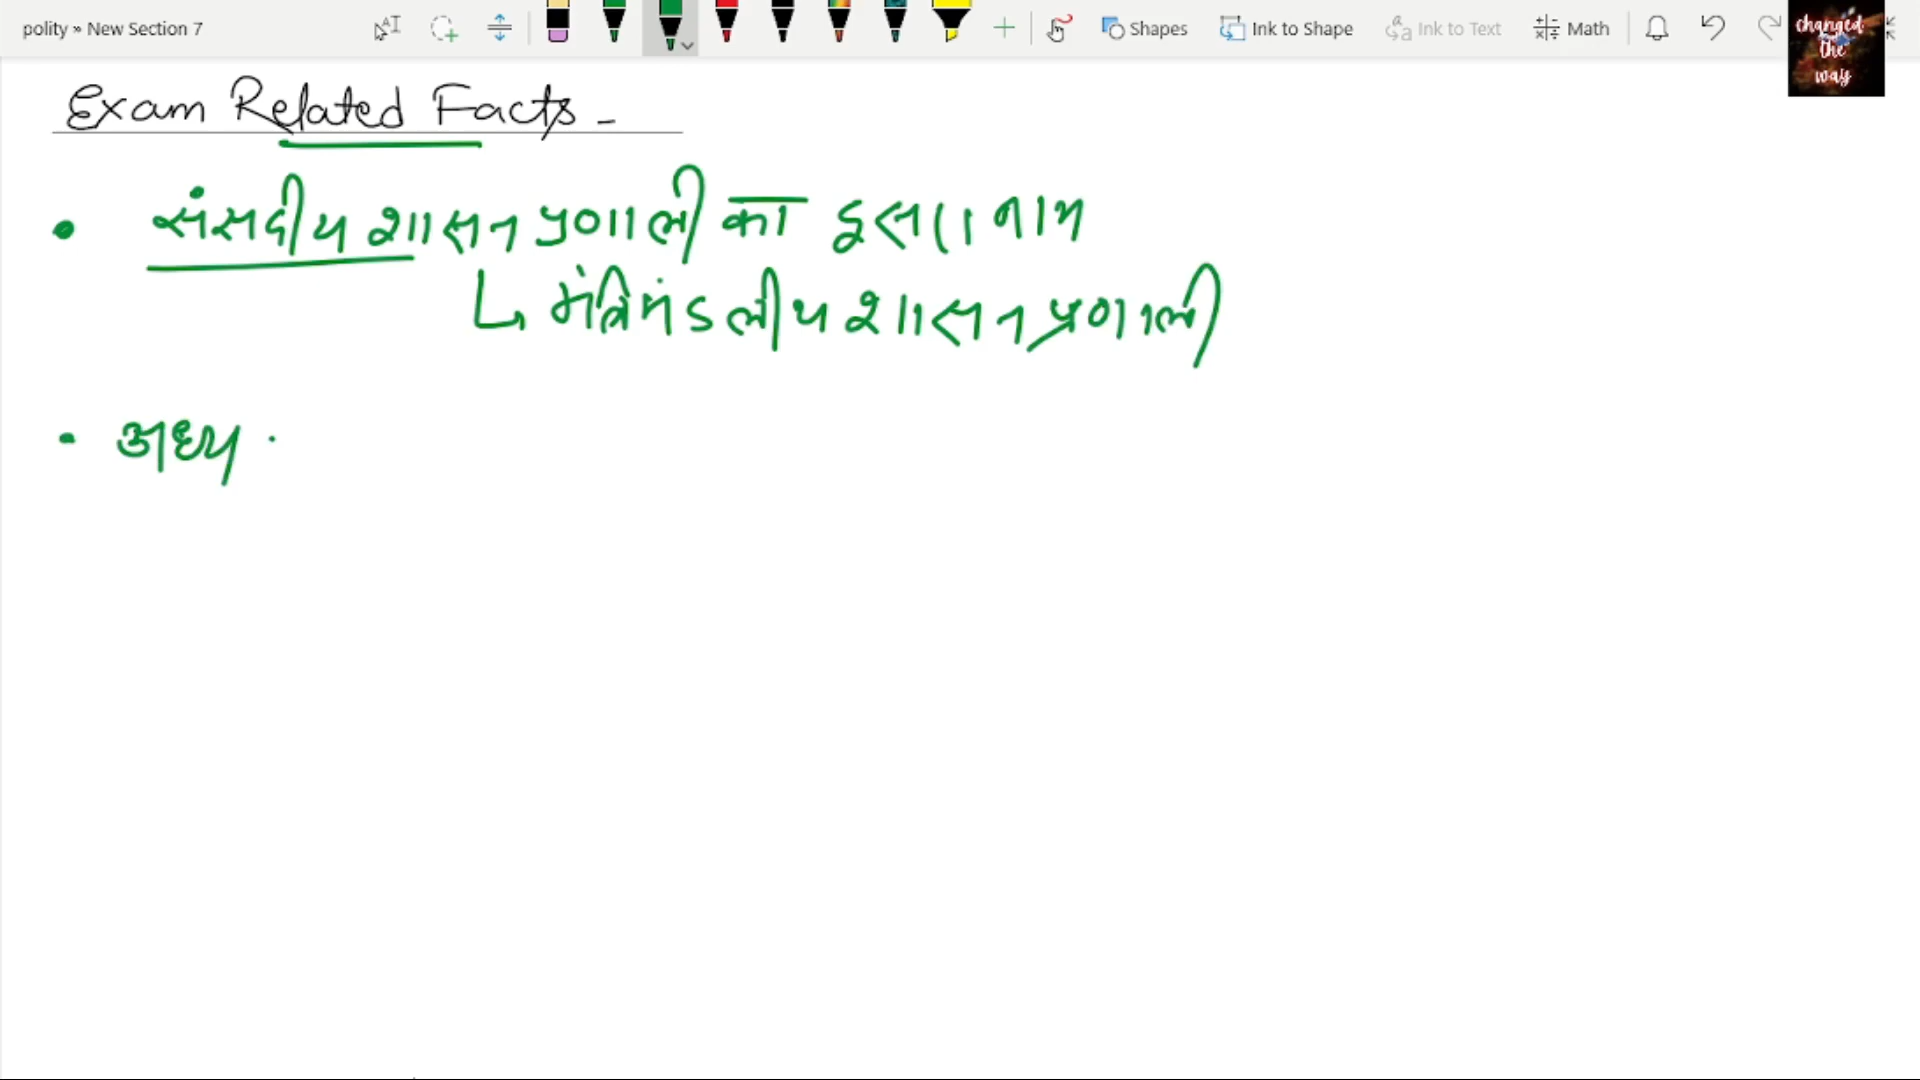 polity » New Section 7
Shapes
Ink to Shape
Ink to Text
Math
changed
the
way
Exam Related Facts -
• संसदीय शासन प्रणाली का दुसरा नाम
↳ मंत्रिमंडलीय शासन प्रणाली
• अध्य